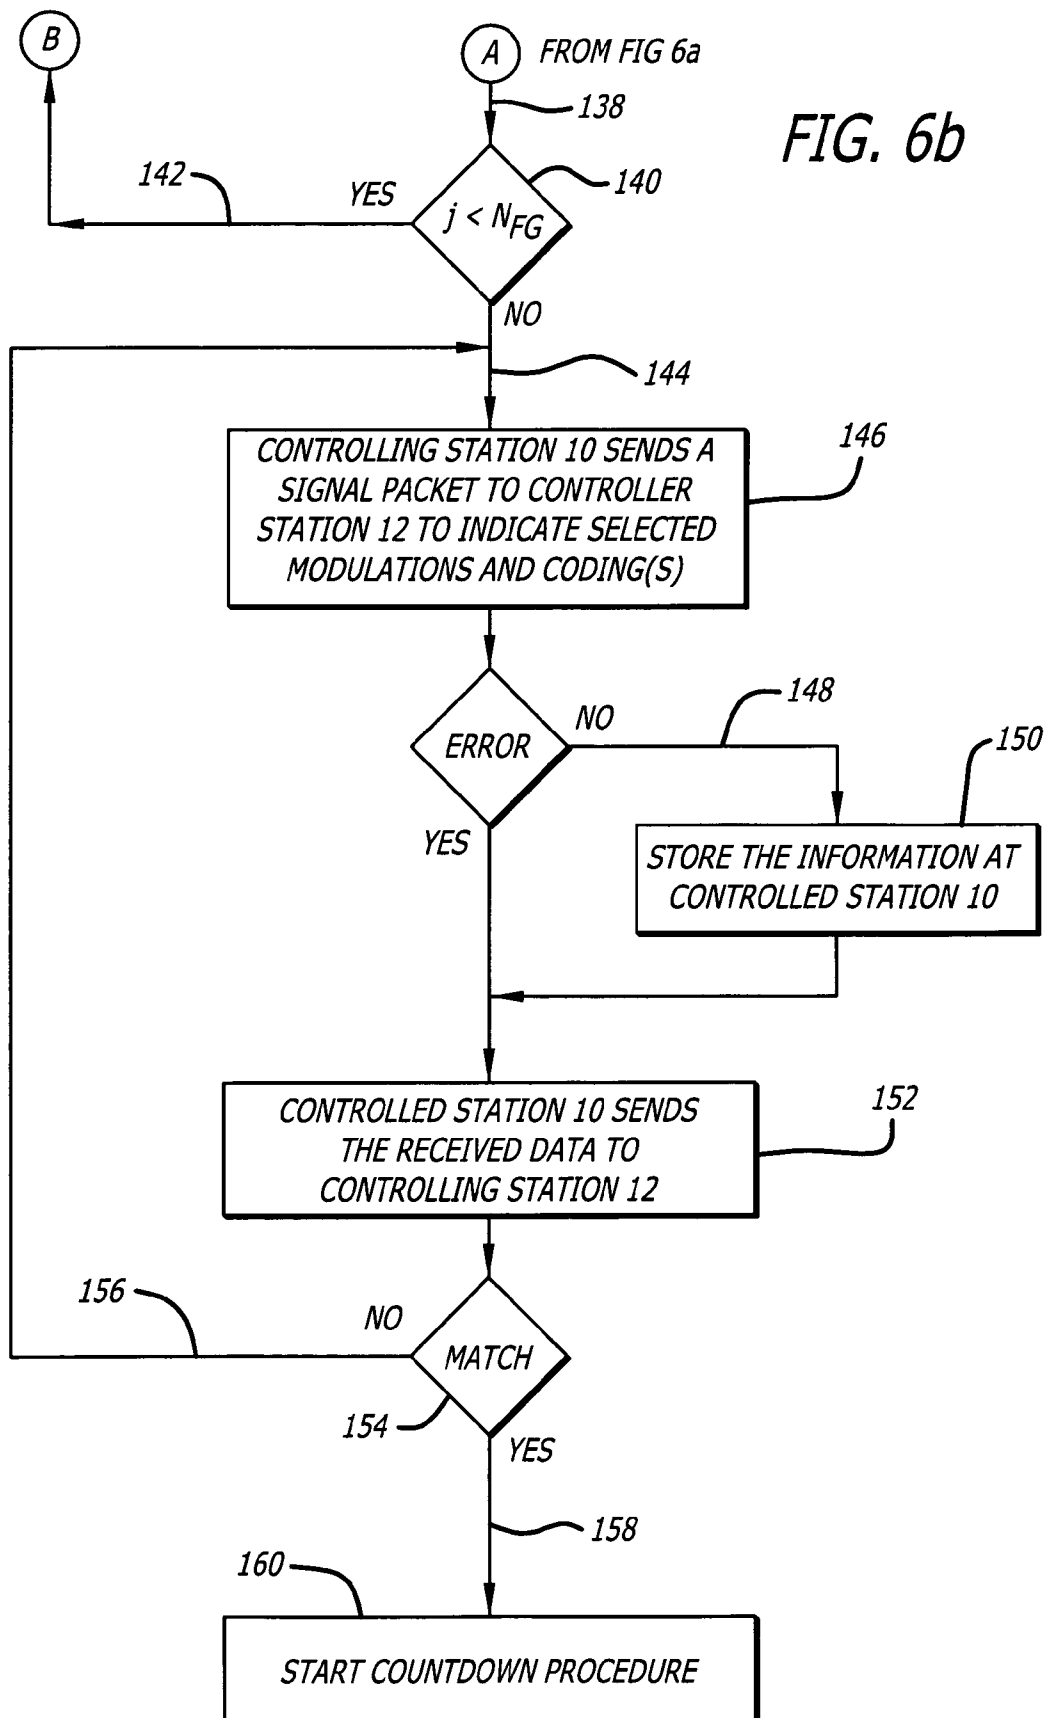 B
A FROM FIG 6a
138
FIG. 6b
142
YES
140
j < N_FG
NO
144
146
CONTROLLING STATION 10 SENDS A
SIGNAL PACKET TO CONTROLLER
STATION 12 TO INDICATE SELECTED
MODULATIONS AND CODING(S)
148
NO
ERROR
150
YES
STORE THE INFORMATION AT
CONTROLLED STATION 10
152
CONTROLLED STATION 10 SENDS
THE RECEIVED DATA TO
CONTROLLING STATION 12
156
NO
MATCH
154
YES
158
160
START COUNTDOWN PROCEDURE